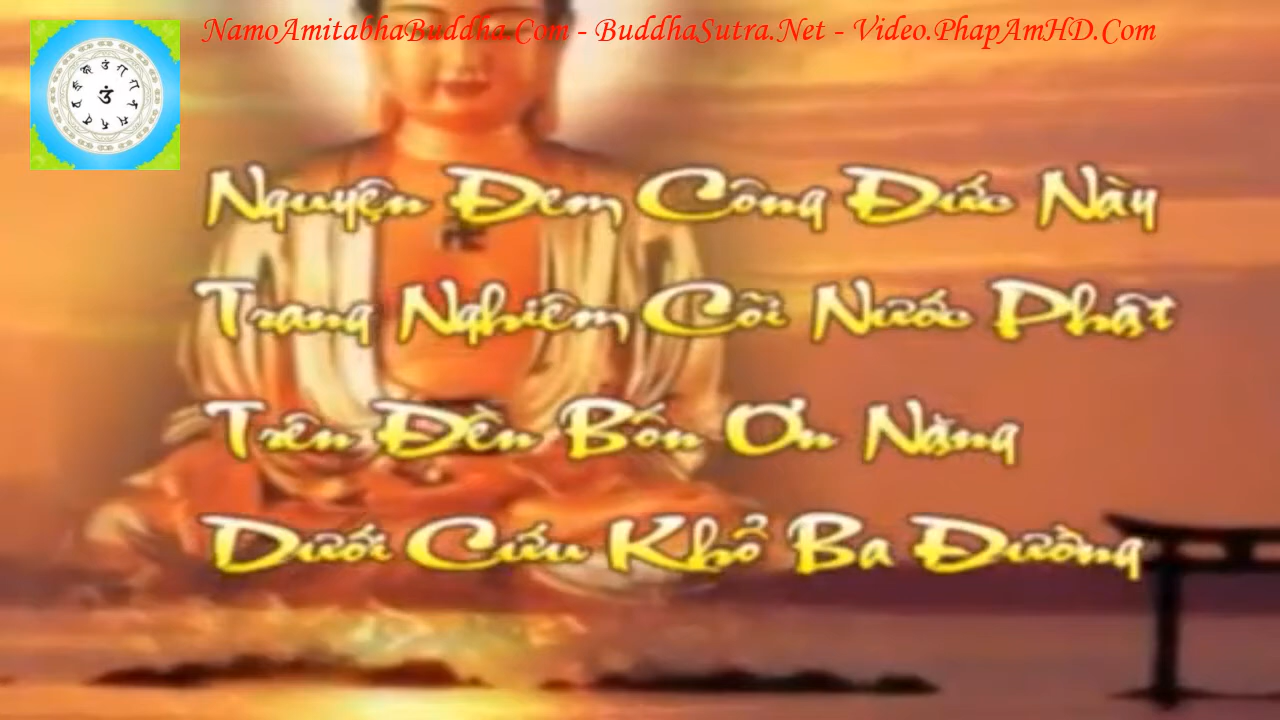 NamoAmitabhaBuddha.Com - BuddhaSutra.Net - Video.PhapAmHD.Com
Nguyện Đem Công Đức Này
Trang Nghiêm Cõi Nước Phật
Trên Đền Bốn Ơn Nặng
Dưới Cứu Khổ Ba Đường